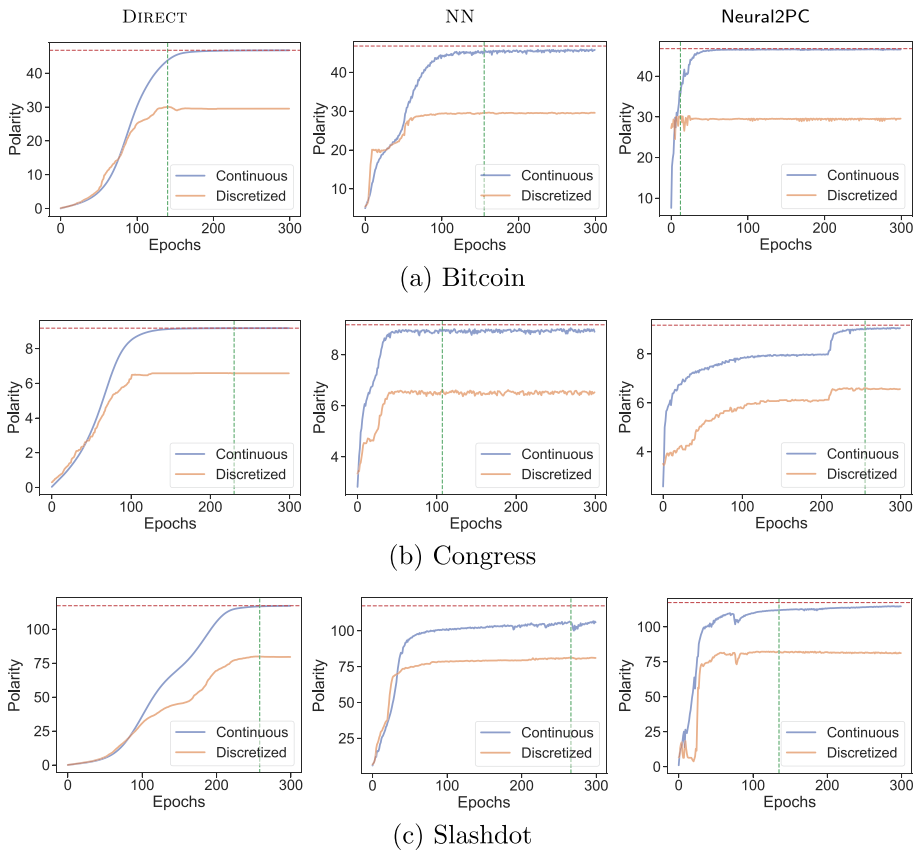 DIRECT NN Neural2PC
40
30
20
10
0
Polarity
Continuous
Discretized
0 100 200 300
Epochs
40
30
20
10
Polarity
Continuous
Discretized
0 100 200 300
Epochs
40
30
20
10
Polarity
Continuous
Discretized
0 100 200 300
Epochs
(a) Bitcoin
8
6
4
2
0
Polarity
Continuous
Discretized
0 100 200 300
Epochs
8
6
4
Polarity
Continuous
Discretized
0 100 200 300
Epochs
8
6
4
Polarity
Continuous
Discretized
0 100 200 300
Epochs
(b) Congress
100
75
50
25
0
Polarity
Continuous
Discretized
0 100 200 300
Epochs
100
75
50
25
Polarity
Continuous
Discretized
0 100 200 300
Epochs
100
75
50
25
0
Polarity
Continuous
Discretized
0 100 200 300
Epochs
(c) Slashdot